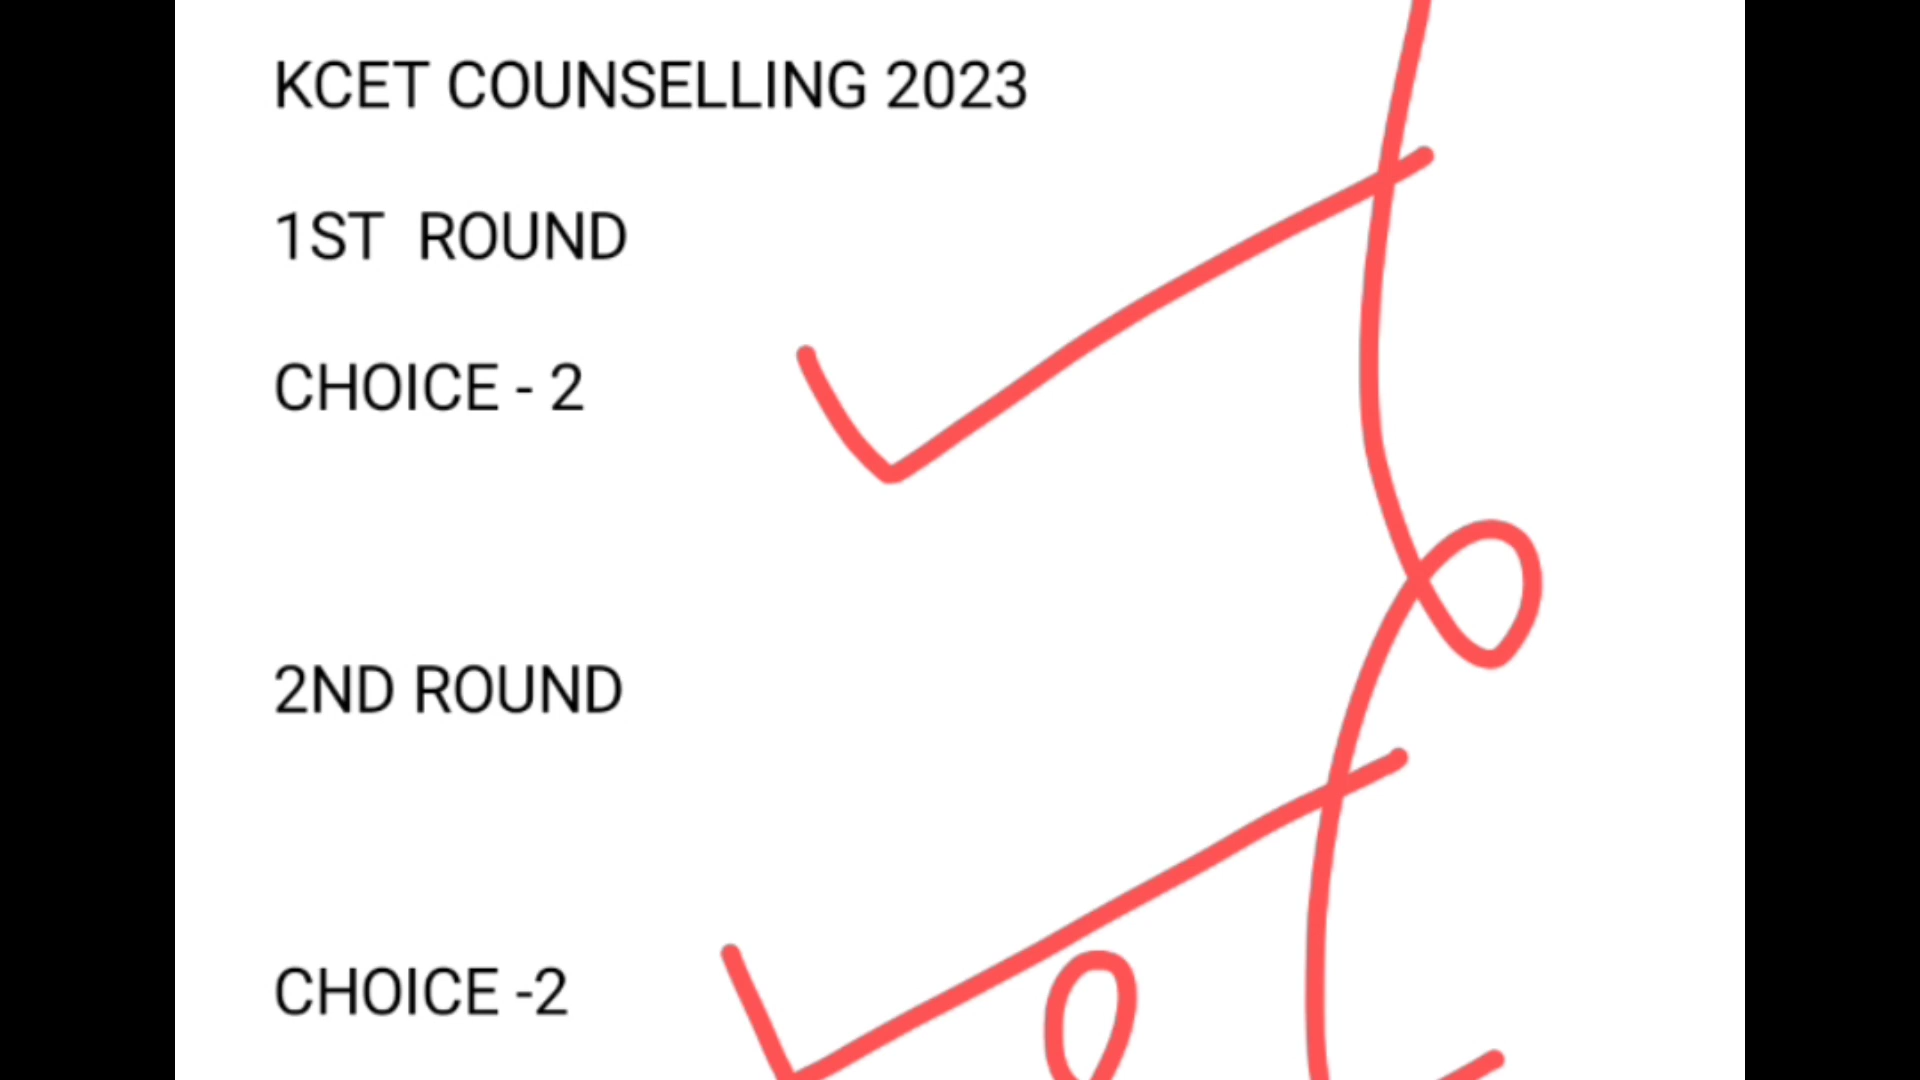 KCET COUNSELLING 2023
1ST ROUND
CHOICE - 2
2ND ROUND
CHOICE -2